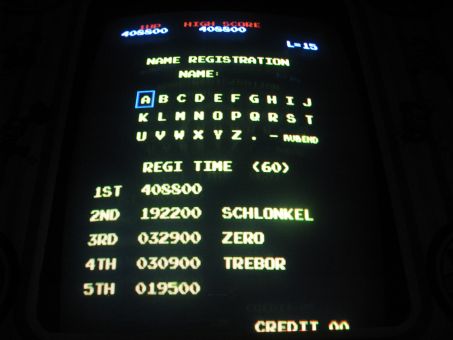 1UP HIGH SCORE
408800 408800
L=15
NAME REGISTRATION
NAME:
A B C D E F G H I J
K L M N O P Q R S T
U V W X Y Z . - RUBEND
REGI TIME (60)
1ST 408800
2ND 192200 SCHLONKEL
3RD 032900 ZERO
4TH 030900 TREBOR
5TH 019500
CREDIT 00